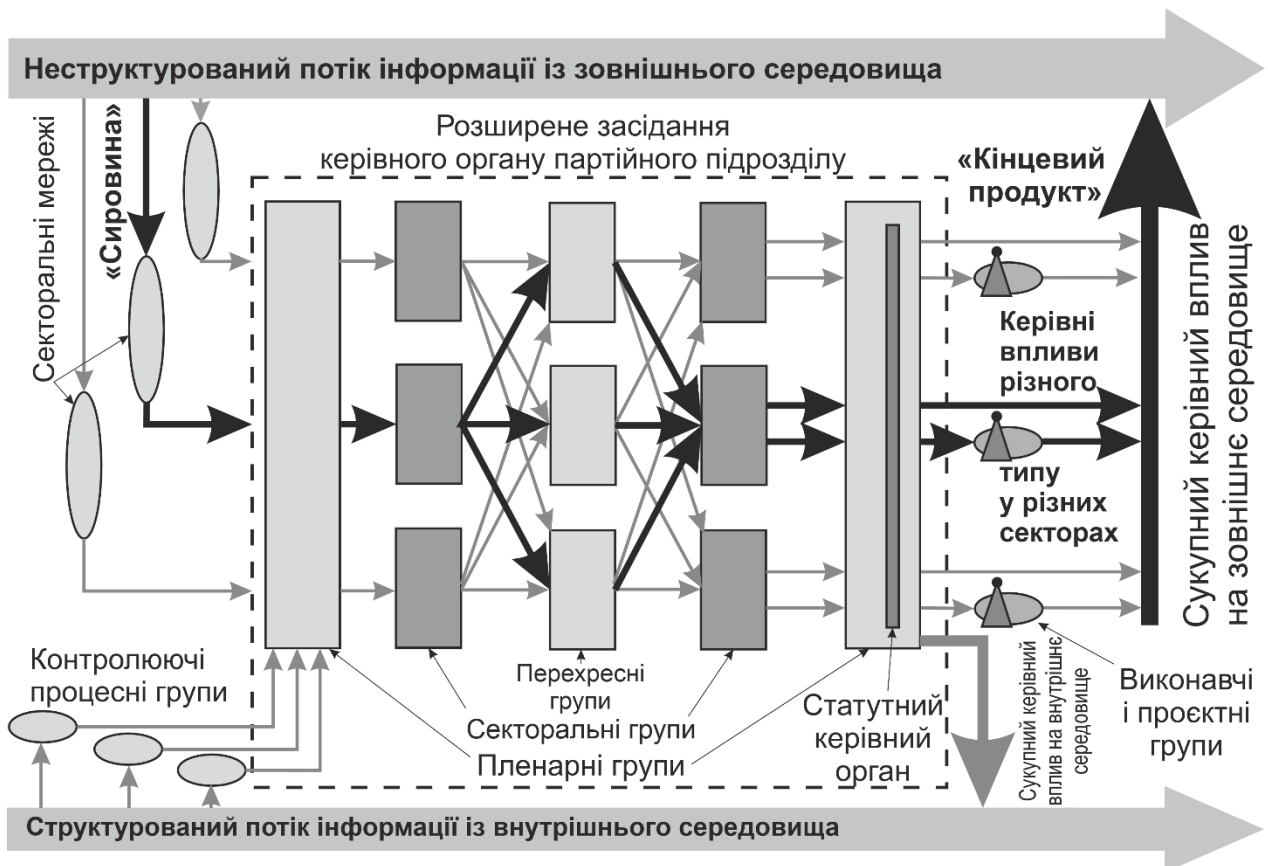 Неструктурований потік інформації із зовнішнього середовища
Секторальні мережі
«Сировина»
Розширене засідання
керівного органу партійного підрозділу
«Кінцевий
продукт»
Керівні
впливи
різного
типу
у різних
секторах
Сукупний керівний вплив
на зовнішнє середовище
Контролюючі
процесні групи
Перехресні
групи
Секторальні групи
Пленарні групи
Статутний
керівний
орган
Сукупний керівний
вплив на внутрішнє
середовище
Виконавчі
і проєктні
групи
Структурований потік інформації із внутрішнього середовища